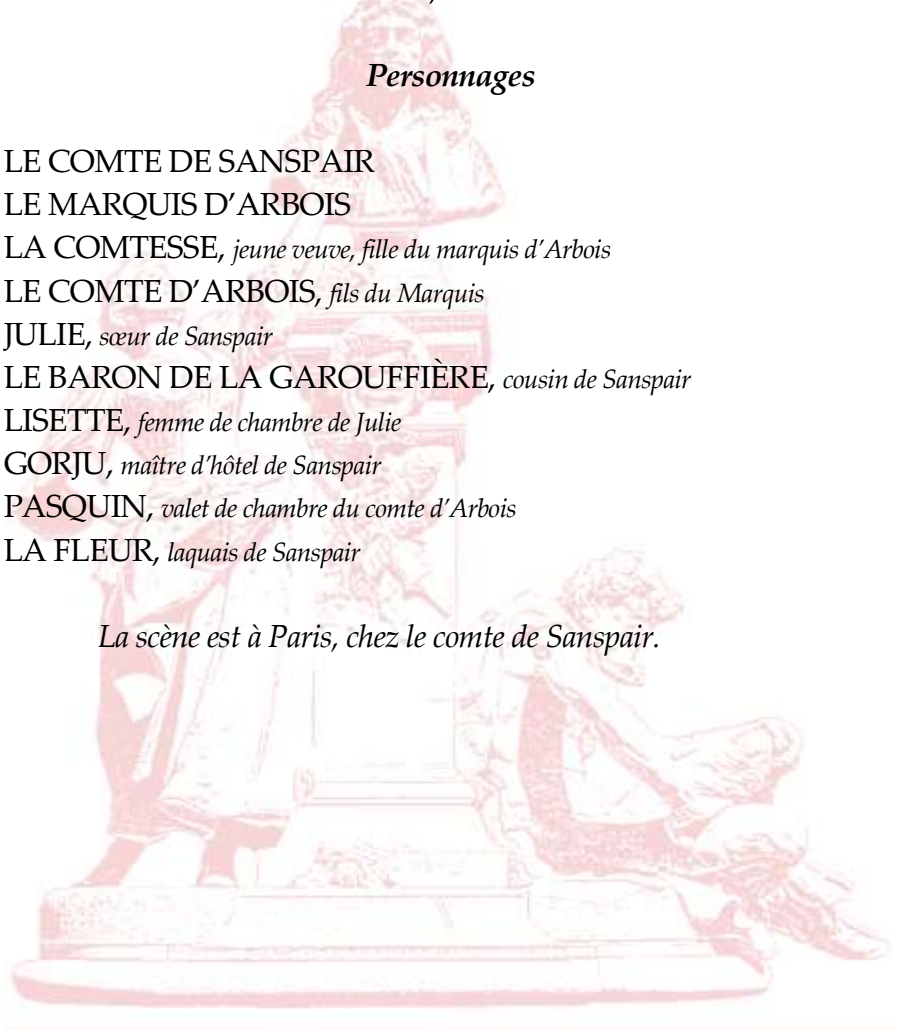 Personnages
LE COMTE DE SANSPAIR
LE MARQUIS D’ARBOIS
LA COMTESSE, jeune veuve, fille du marquis d’Arbois
LE COMTE D’ARBOIS, fils du Marquis
JULIE, sœur de Sanspair
LE BARON DE LA GAROUFFIÈRE, cousin de Sanspair
LISETTE, femme de chambre de Julie
GORJU, maître d’hôtel de Sanspair
PASQUIN, valet de chambre du comte d’Arbois
LA FLEUR, laquais de Sanspair
La scène est à Paris, chez le comte de Sanspair.